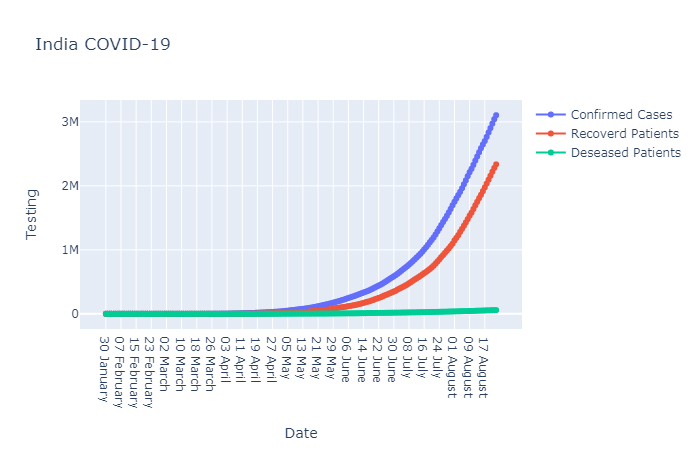 India COVID-19
Confirmed Cases
Recoverd Patients
Deseased Patients
Testing
3M
2M
1M
0
30 January
07 February
15 February
23 February
02 March
10 March
18 March
26 March
03 April
11 April
19 April
27 April
05 May
13 May
21 May
29 May
06 June
14 June
22 June
30 June
08 July
16 July
24 July
01 August
09 August
17 August
Date